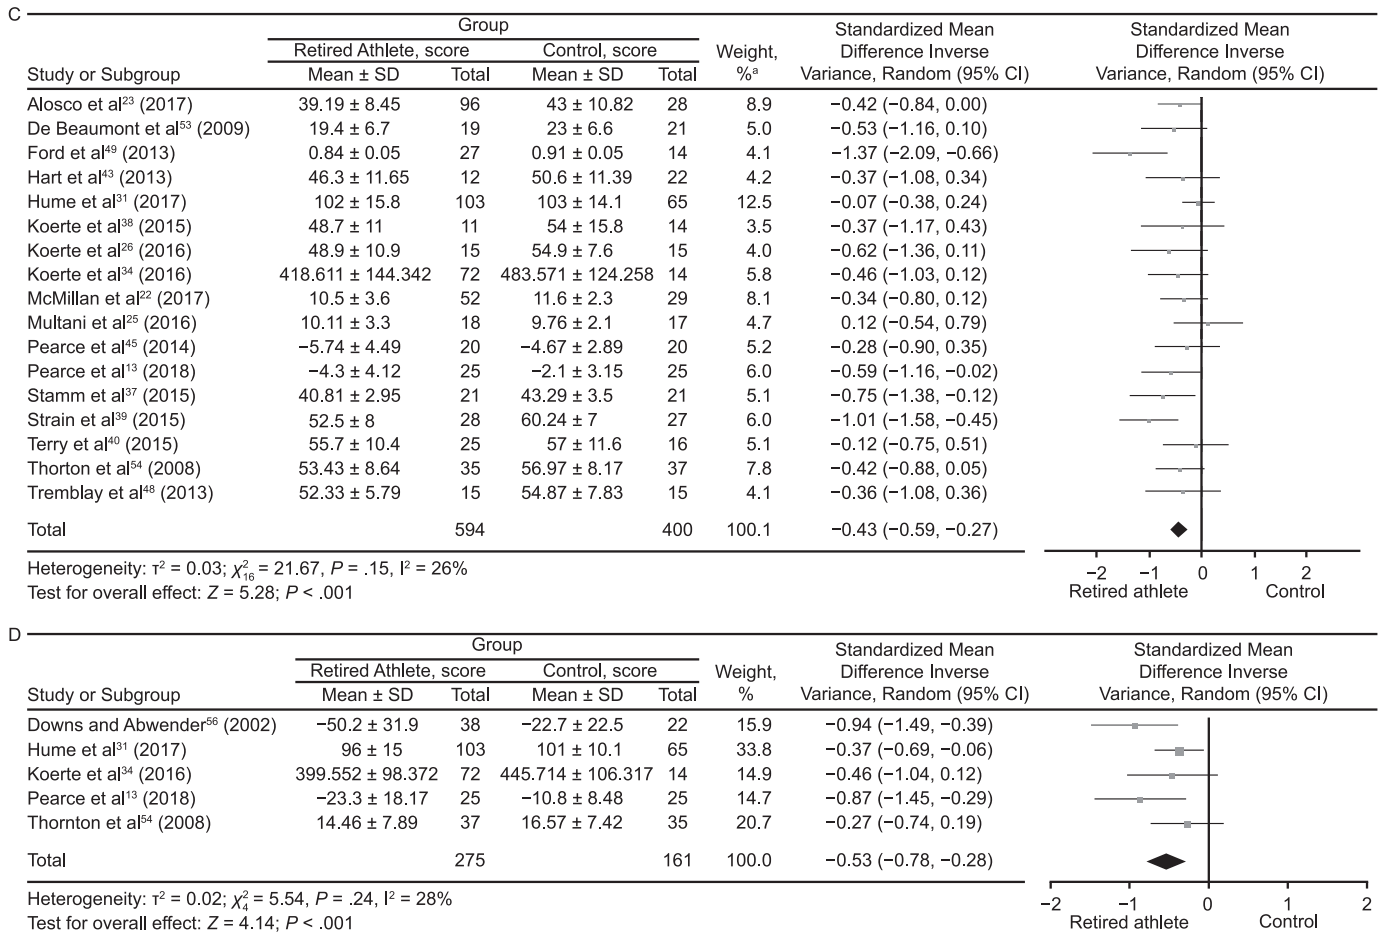 C
Group
Retired Athlete, score Control, score Weight, Standardized Mean Difference Inverse Standardized Mean Difference Inverse
Study or Subgroup Mean ± SD Total Mean ± SD Total %ᵃ Variance, Random (95% CI) Variance, Random (95% CI)
Alosco et al²³ (2017) 39.19 ± 8.45 96 43 ± 10.82 28 8.9 −0.42 (−0.84, 0.00)
De Beaumont et al⁵³ (2009) 19.4 ± 6.7 19 23 ± 6.6 21 5.0 −0.53 (−1.16, 0.10)
Ford et al⁴⁹ (2013) 0.84 ± 0.05 27 0.91 ± 0.05 14 4.1 −1.37 (−2.09, −0.66)
Hart et al⁴³ (2013) 46.3 ± 11.65 12 50.6 ± 11.39 22 4.2 −0.37 (−1.08, 0.34)
Hume et al³¹ (2017) 102 ± 15.8 103 103 ± 14.1 65 12.5 −0.07 (−0.38, 0.24)
Koerte et al³⁸ (2015) 48.7 ± 11 11 54 ± 15.8 14 3.5 −0.37 (−1.17, 0.43)
Koerte et al²⁶ (2016) 48.9 ± 10.9 15 54.9 ± 7.6 15 4.0 −0.62 (−1.36, 0.11)
Koerte et al³⁴ (2016) 418.611 ± 144.342 72 483.571 ± 124.258 14 5.8 −0.46 (−1.03, 0.12)
McMillan et al²² (2017) 10.5 ± 3.6 52 11.6 ± 2.3 29 8.1 −0.34 (−0.80, 0.12)
Multani et al²⁵ (2016) 10.11 ± 3.3 18 9.76 ± 2.1 17 4.7 0.12 (−0.54, 0.79)
Pearce et al⁴⁵ (2014) −5.74 ± 4.49 20 −4.67 ± 2.89 20 5.2 −0.28 (−0.90, 0.35)
Pearce et al¹³ (2018) −4.3 ± 4.12 25 −2.1 ± 3.15 25 6.0 −0.59 (−1.16, −0.02)
Stamm et al³⁷ (2015) 40.81 ± 2.95 21 43.29 ± 3.5 21 5.1 −0.75 (−1.38, −0.12)
Strain et al³⁹ (2015) 52.5 ± 8 28 60.24 ± 7 27 6.0 −1.01 (−1.58, −0.45)
Terry et al⁴⁰ (2015) 55.7 ± 10.4 25 57 ± 11.6 16 5.1 −0.12 (−0.75, 0.51)
Thorton et al⁵⁴ (2008) 53.43 ± 8.64 35 56.97 ± 8.17 37 7.8 −0.42 (−0.88, 0.05)
Tremblay et al⁴⁸ (2013) 52.33 ± 5.79 15 54.87 ± 7.83 15 4.1 −0.36 (−1.08, 0.36)
Total 594 400 100.1 −0.43 (−0.59, −0.27)
Heterogeneity: τ² = 0.03; χ²₁₆ = 21.67, P = .15, I² = 26%
Test for overall effect: Z = 5.28; P < .001
−2 −1 0 1 2
Retired athlete Control
D
Group
Retired Athlete, score Control, score Weight, Standardized Mean Difference Inverse Standardized Mean Difference Inverse
Study or Subgroup Mean ± SD Total Mean ± SD Total % Variance, Random (95% CI) Variance, Random (95% CI)
Downs and Abwender⁵⁶ (2002) −50.2 ± 31.9 38 −22.7 ± 22.5 22 15.9 −0.94 (−1.49, −0.39)
Hume et al³¹ (2017) 96 ± 15 103 101 ± 10.1 65 33.8 −0.37 (−0.69, −0.06)
Koerte et al³⁴ (2016) 399.552 ± 98.372 72 445.714 ± 106.317 14 14.9 −0.46 (−1.04, 0.12)
Pearce et al¹³ (2018) −23.3 ± 18.17 25 −10.8 ± 8.48 25 14.7 −0.87 (−1.45, −0.29)
Thornton et al⁵⁴ (2008) 14.46 ± 7.89 37 16.57 ± 7.42 35 20.7 −0.27 (−0.74, 0.19)
Total 275 161 100.0 −0.53 (−0.78, −0.28)
Heterogeneity: τ² = 0.02; χ²₄ = 5.54, P = .24, I² = 28%
Test for overall effect: Z = 4.14; P < .001
−2 −1 0 1 2
Retired athlete Control